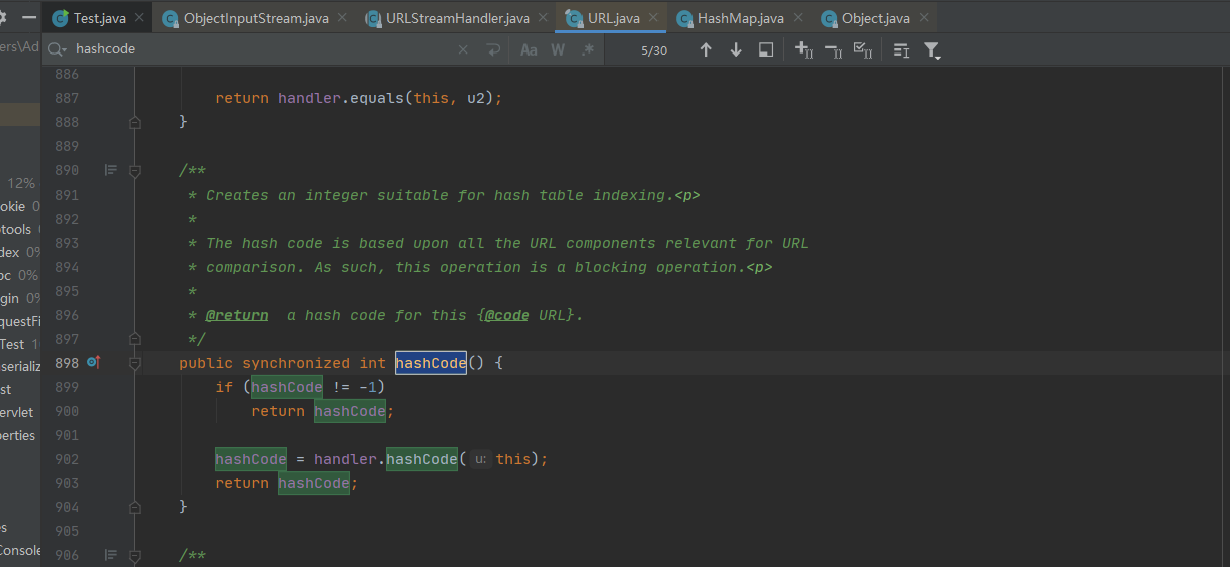 Test.java ObjectInputStream.java URLStreamHandler.java URL.java HashMap.java Object.java
ers\Ad
hashcode Aa W .* 5/30
886
887 return handler.equals(this, u2);
888 }
889
890 /**
891 * Creates an integer suitable for hash table indexing.<p>
892 *
893 * The hash code is based upon all the URL components relevant for URL
894 * comparison. As such, this operation is a blocking operation.<p>
895 *
896 * @return a hash code for this {@code URL}.
897 */
898 public synchronized int hashCode() {
899 if (hashCode != -1)
900 return hashCode;
901
902 hashCode = handler.hashCode( u: this);
903 return hashCode;
904 }
905
906 /**
12%
okie 0
tools
dex 0%
oc 0%
gin 0%
questFi
Test 1
serializ
st
ervlet
perties
s
Console